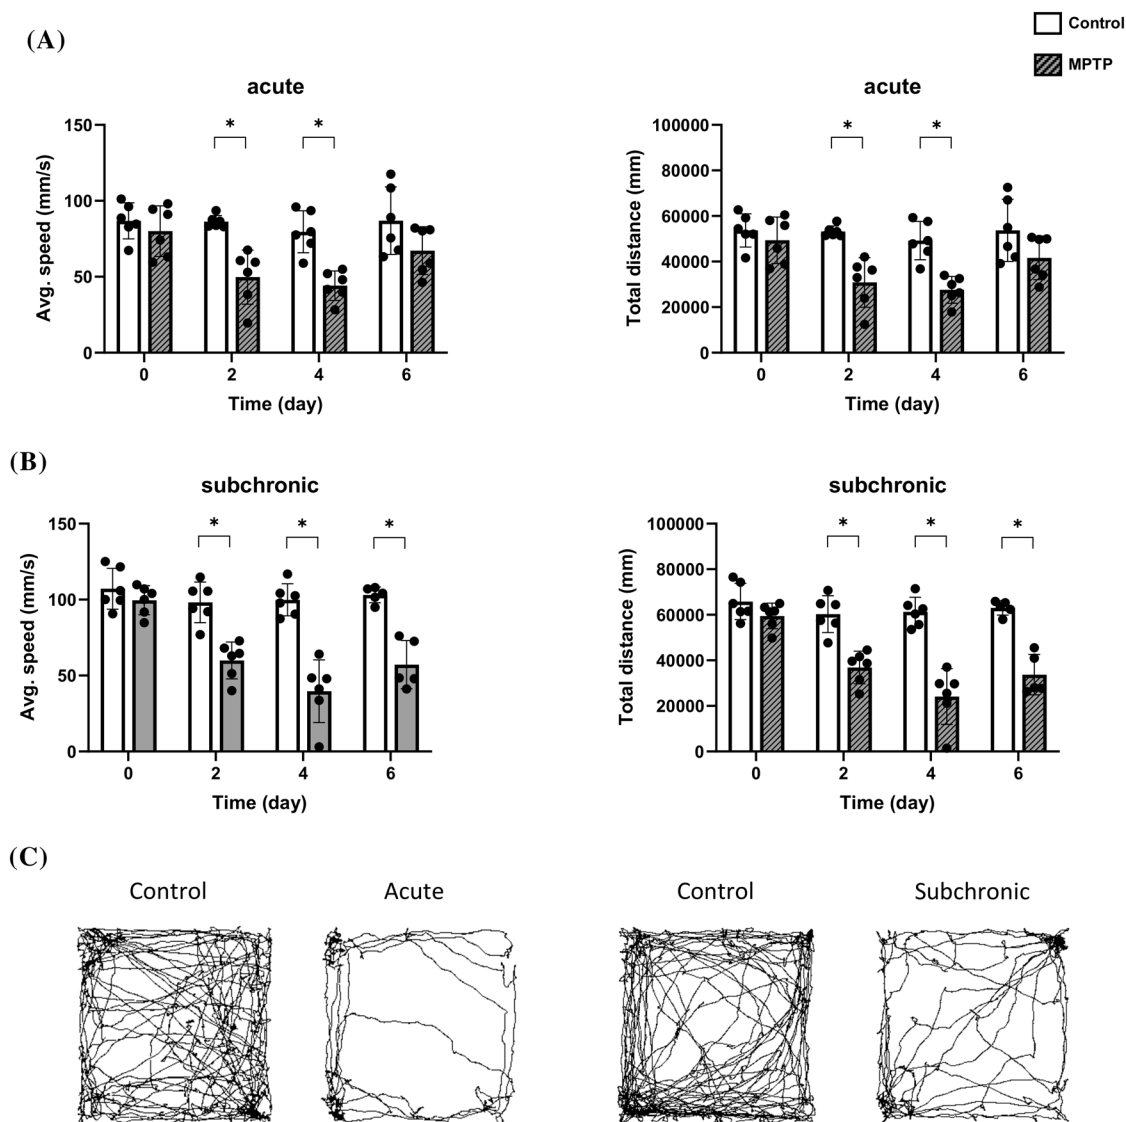 Control
(A)
MPTP
acute
acute
150
100
50
0
Avg. speed (mm/s)
*
*
0 2 4 6
Time (day)
100000
80000
60000
40000
20000
0
Total distance (mm)
*
*
0 2 4 6
Time (day)
(B)
subchronic
subchronic
150
100
50
0
Avg. speed (mm/s)
*
*
*
0 2 4 6
Time (day)
100000
80000
60000
40000
20000
0
Total distance (mm)
*
*
*
0 2 4 6
Time (day)
(C)
Control Acute Control Subchronic